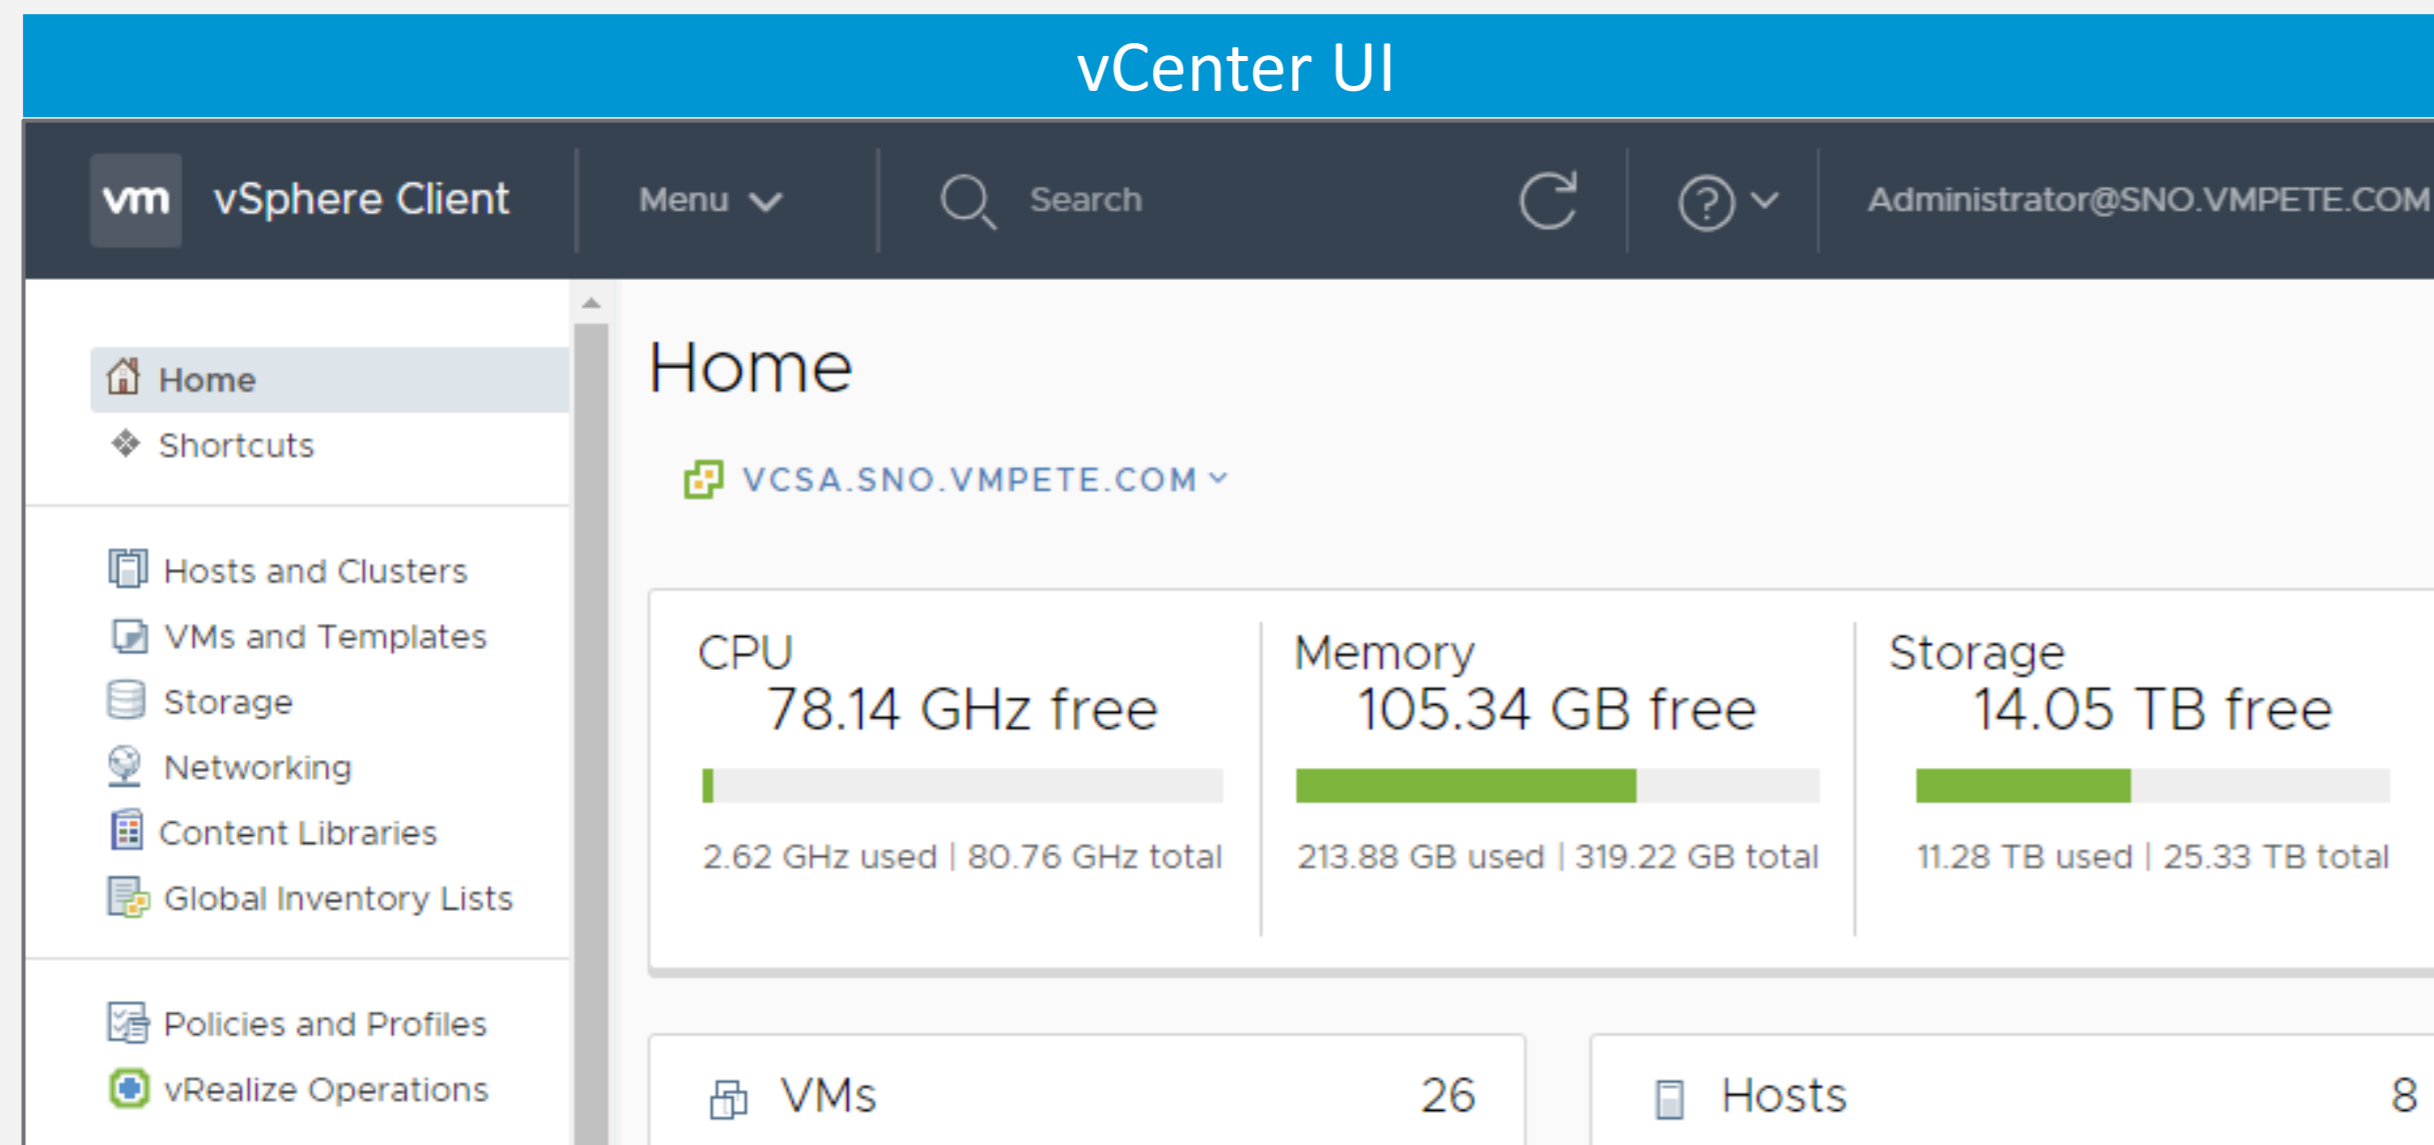 vCenter UI
vm vSphere Client Menu Search Administrator@SNO.VMPETE.COM
Home
Shortcuts
Hosts and Clusters
VMs and Templates
Storage
Networking
Content Libraries
Global Inventory Lists
Policies and Profiles
vRealize Operations
Home
VCSA.SNO.VMPETE.COM
CPU
78.14 GHz free
2.62 GHz used | 80.76 GHz total
Memory
105.34 GB free
213.88 GB used | 319.22 GB total
Storage
14.05 TB free
11.28 TB used | 25.33 TB total
VMs 26
Hosts 8